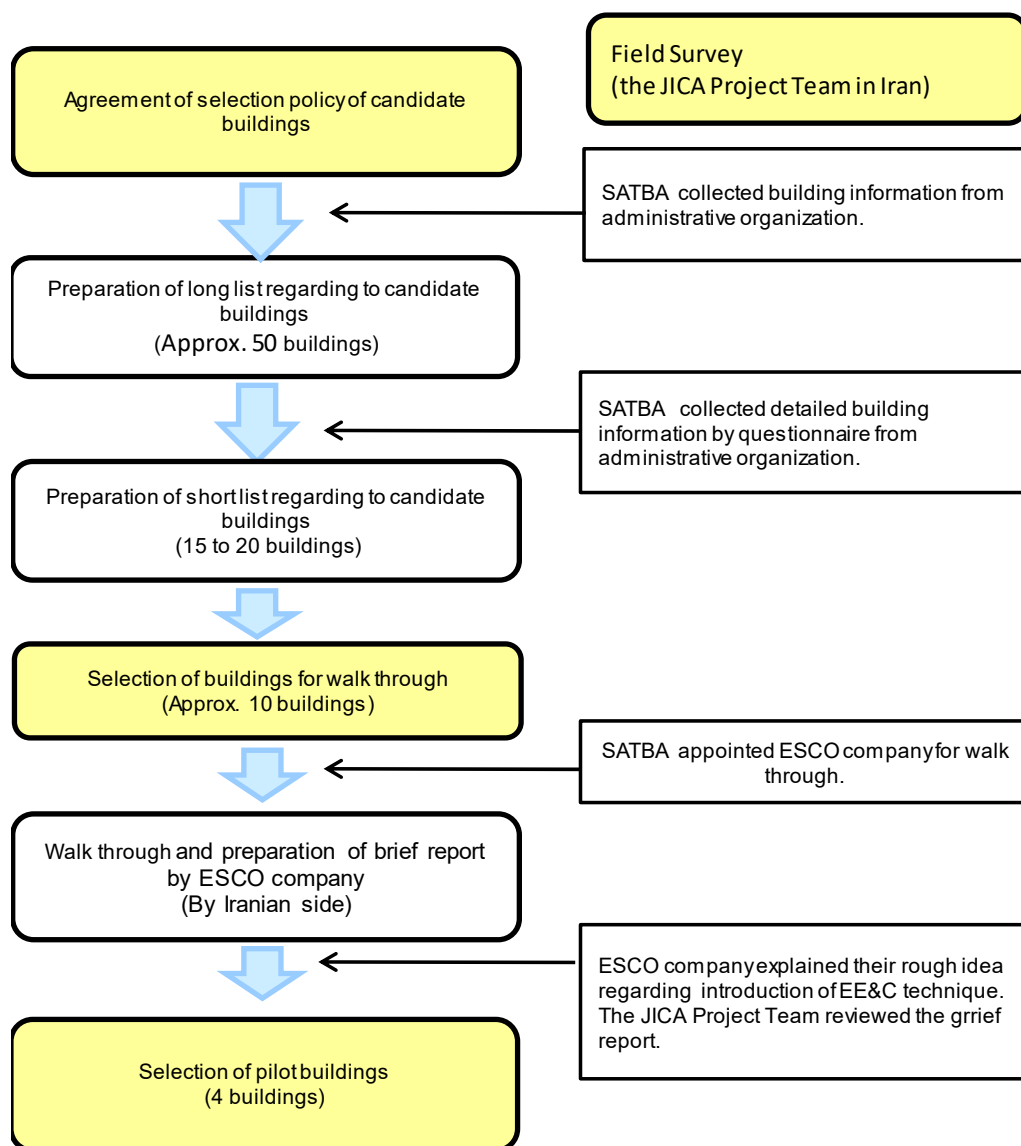 Field Survey
(the JICA Project Team in Iran)
Agreement of selection policy of candidate
buildings
SATBA collected building information from
administrative organization.
Preparation of long list regarding to candidate
buildings
(Approx. 50 buildings)
SATBA collected detailed building
information by questionnaire from
administrative organization.
Preparation of short list regarding to candidate
buildings
(15 to 20 buildings)
Selection of buildings for walk through
(Approx. 10 buildings)
SATBA appointed ESCO company for walk
through.
Walk through and preparation of brief report
by ESCO company
(By Iranian side)
ESCO company explained their rough idea
regarding introduction of EE&C technique.
The JICA Project Team reviewed the grrief
report.
Selection of pilot buildings
(4 buildings)